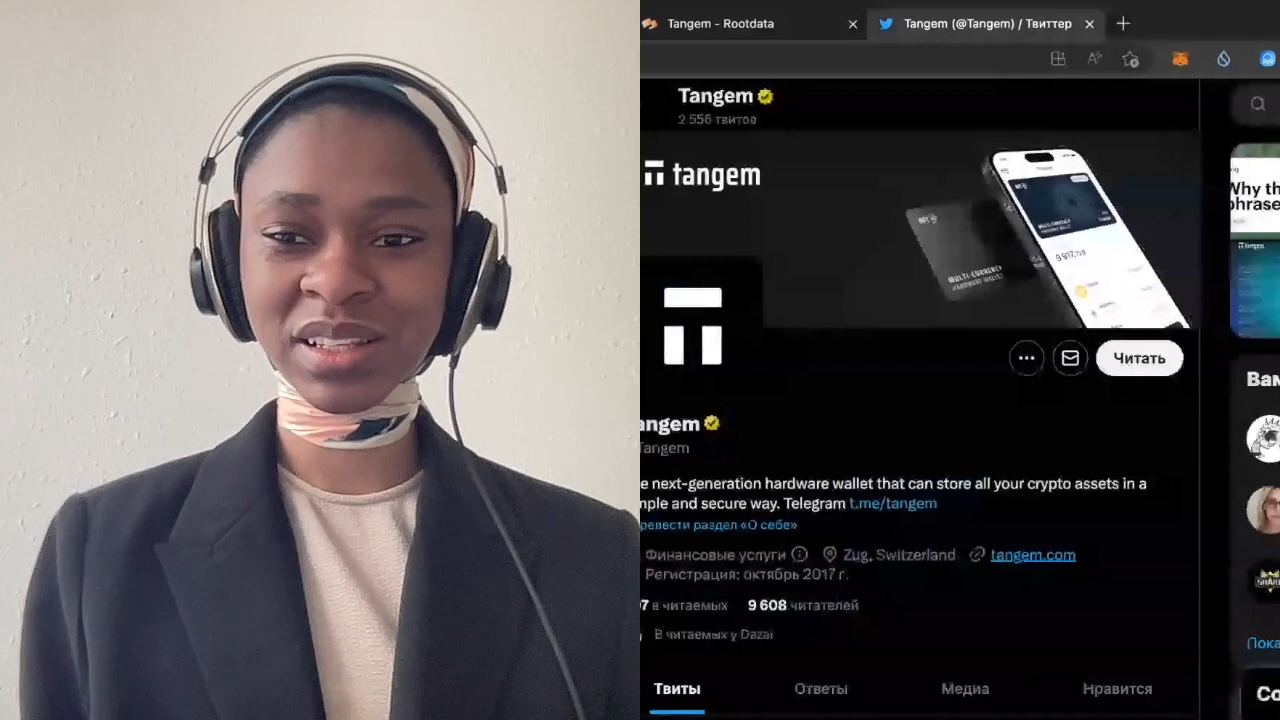 Tangem - Rootdata
Tangem (@Tangem) / Твиттер
Tangem
2 556 твитов
tangem
Why th
phrase
Читать
angem
Tangem
e next-generation hardware wallet that can store all your crypto assets in a
mple and secure way. Telegram t.me/tangem
ревести раздел «О себе»
Финансовые услуги Zug, Switzerland tangem.com
Регистрация: октябрь 2017 г.
7 в читаемых 9 608 читателей
В читаемых у Dazai
Твиты Ответы Медиа Нравится
Вам
Пока
Со